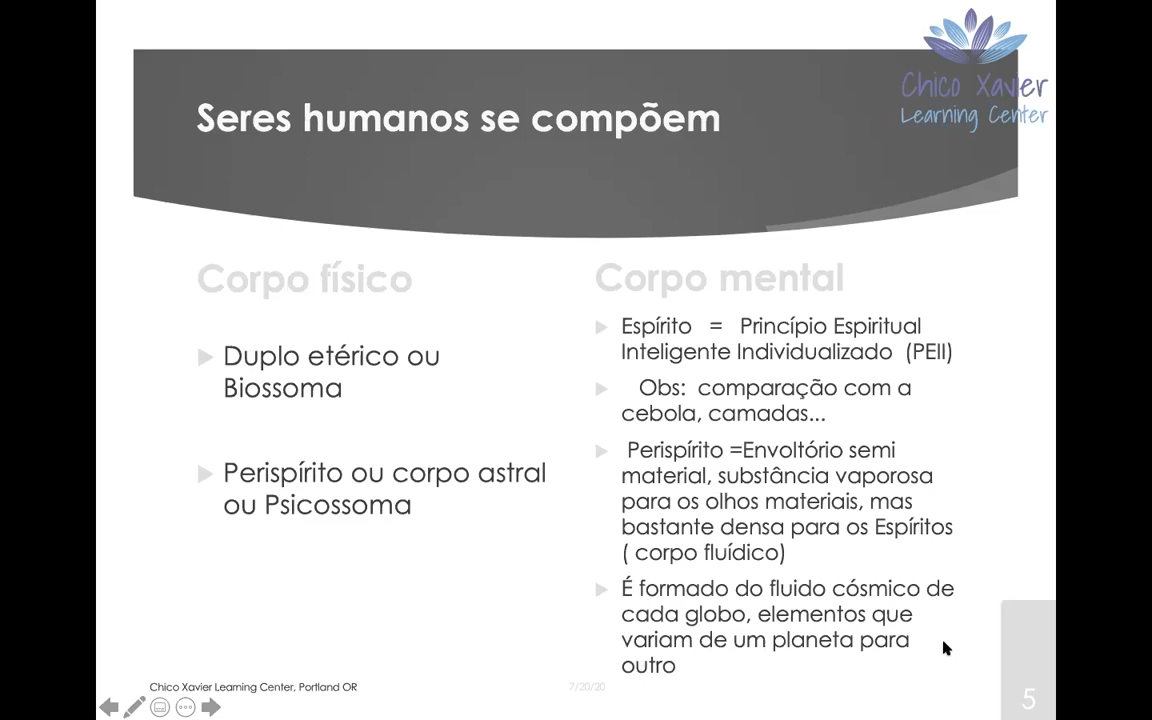 Chico Xavier
Learning Center
Seres humanos se compõem
Corpo físico
Duplo etérico ou
Biossoma
Perispírito ou corpo astral
ou Psicossoma
Corpo mental
Espírito = Princípio Espiritual
Inteligente Individualizado (PEII)
Obs: comparação com a
cebola, camadas...
Perispírito =Envoltório semi
material, substância vaporosa
para os olhos materiais, mas
bastante densa para os Espíritos
( corpo fluídico)
É formado do fluido cósmico de
cada globo, elementos que
variam de um planeta para
outro
Chico Xavier Learning Center, Portland OR
7/20/20
5